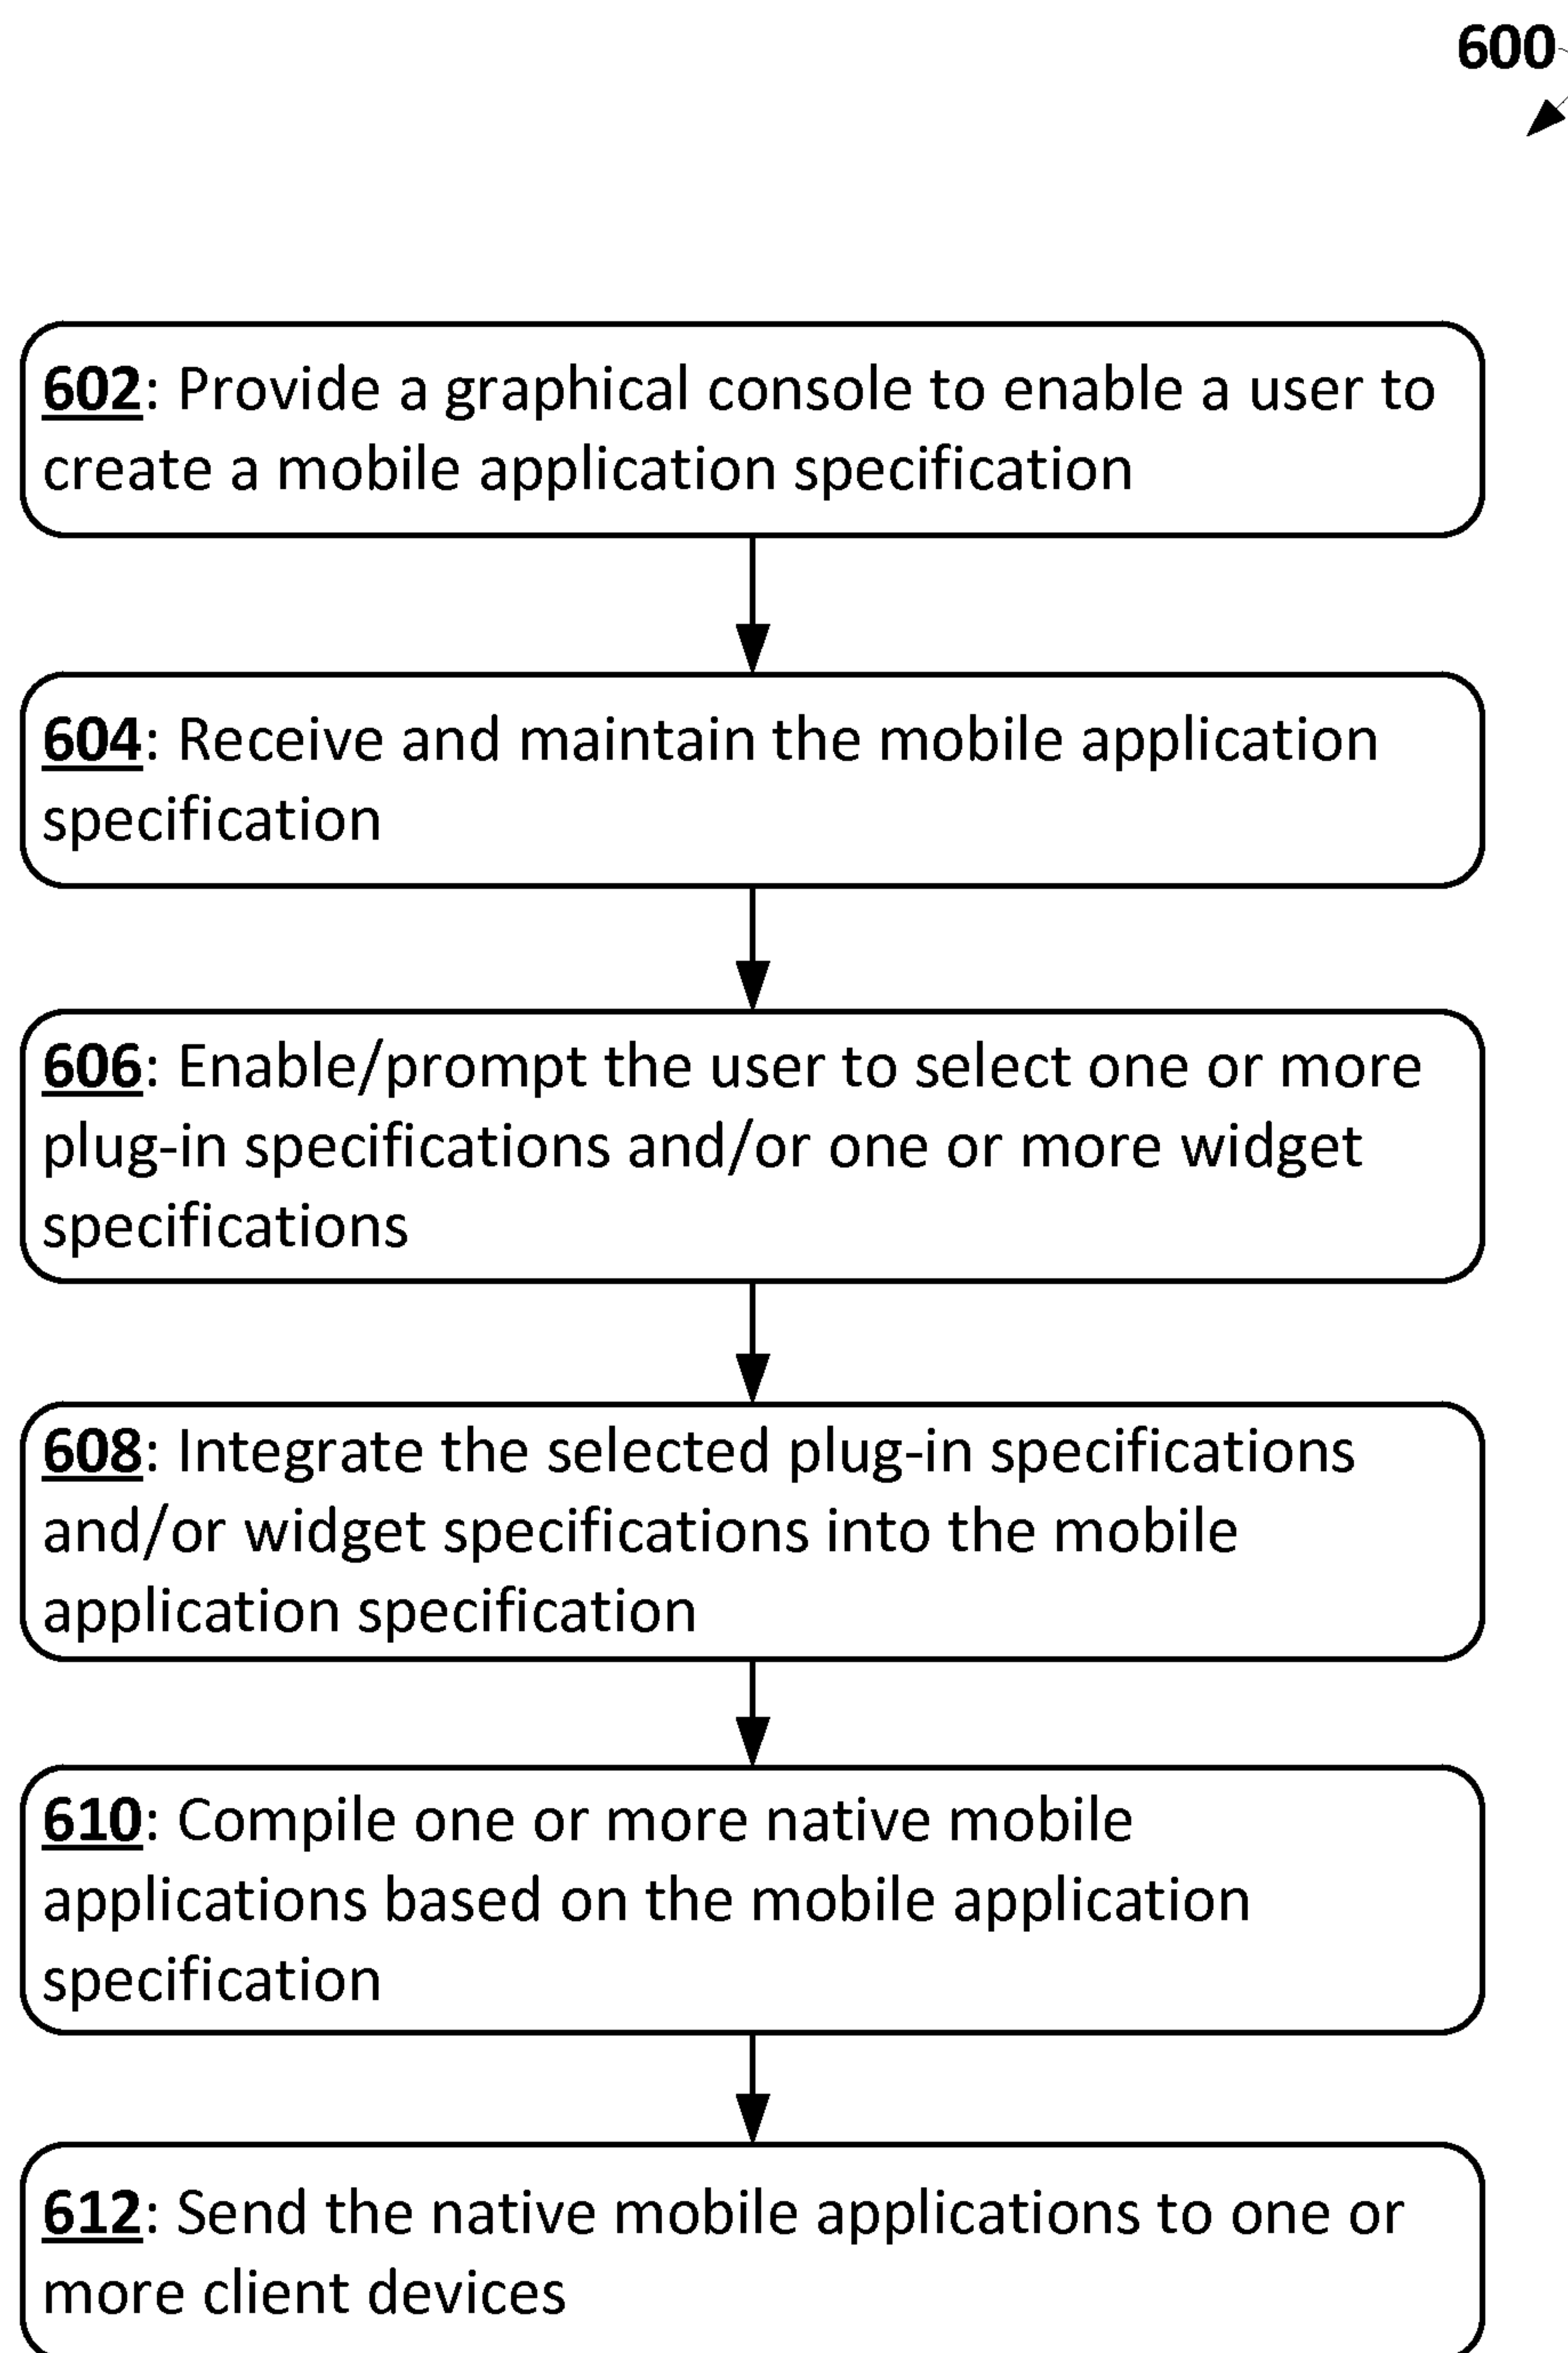 600
602: Provide a graphical console to enable a user to
create a mobile application specification
604: Receive and maintain the mobile application
specification
606: Enable/prompt the user to select one or more
plug-in specifications and/or one or more widget
specifications
608: Integrate the selected plug-in specifications
and/or widget specifications into the mobile
application specification
610: Compile one or more native mobile
applications based on the mobile application
specification
612: Send the native mobile applications to one or
more client devices